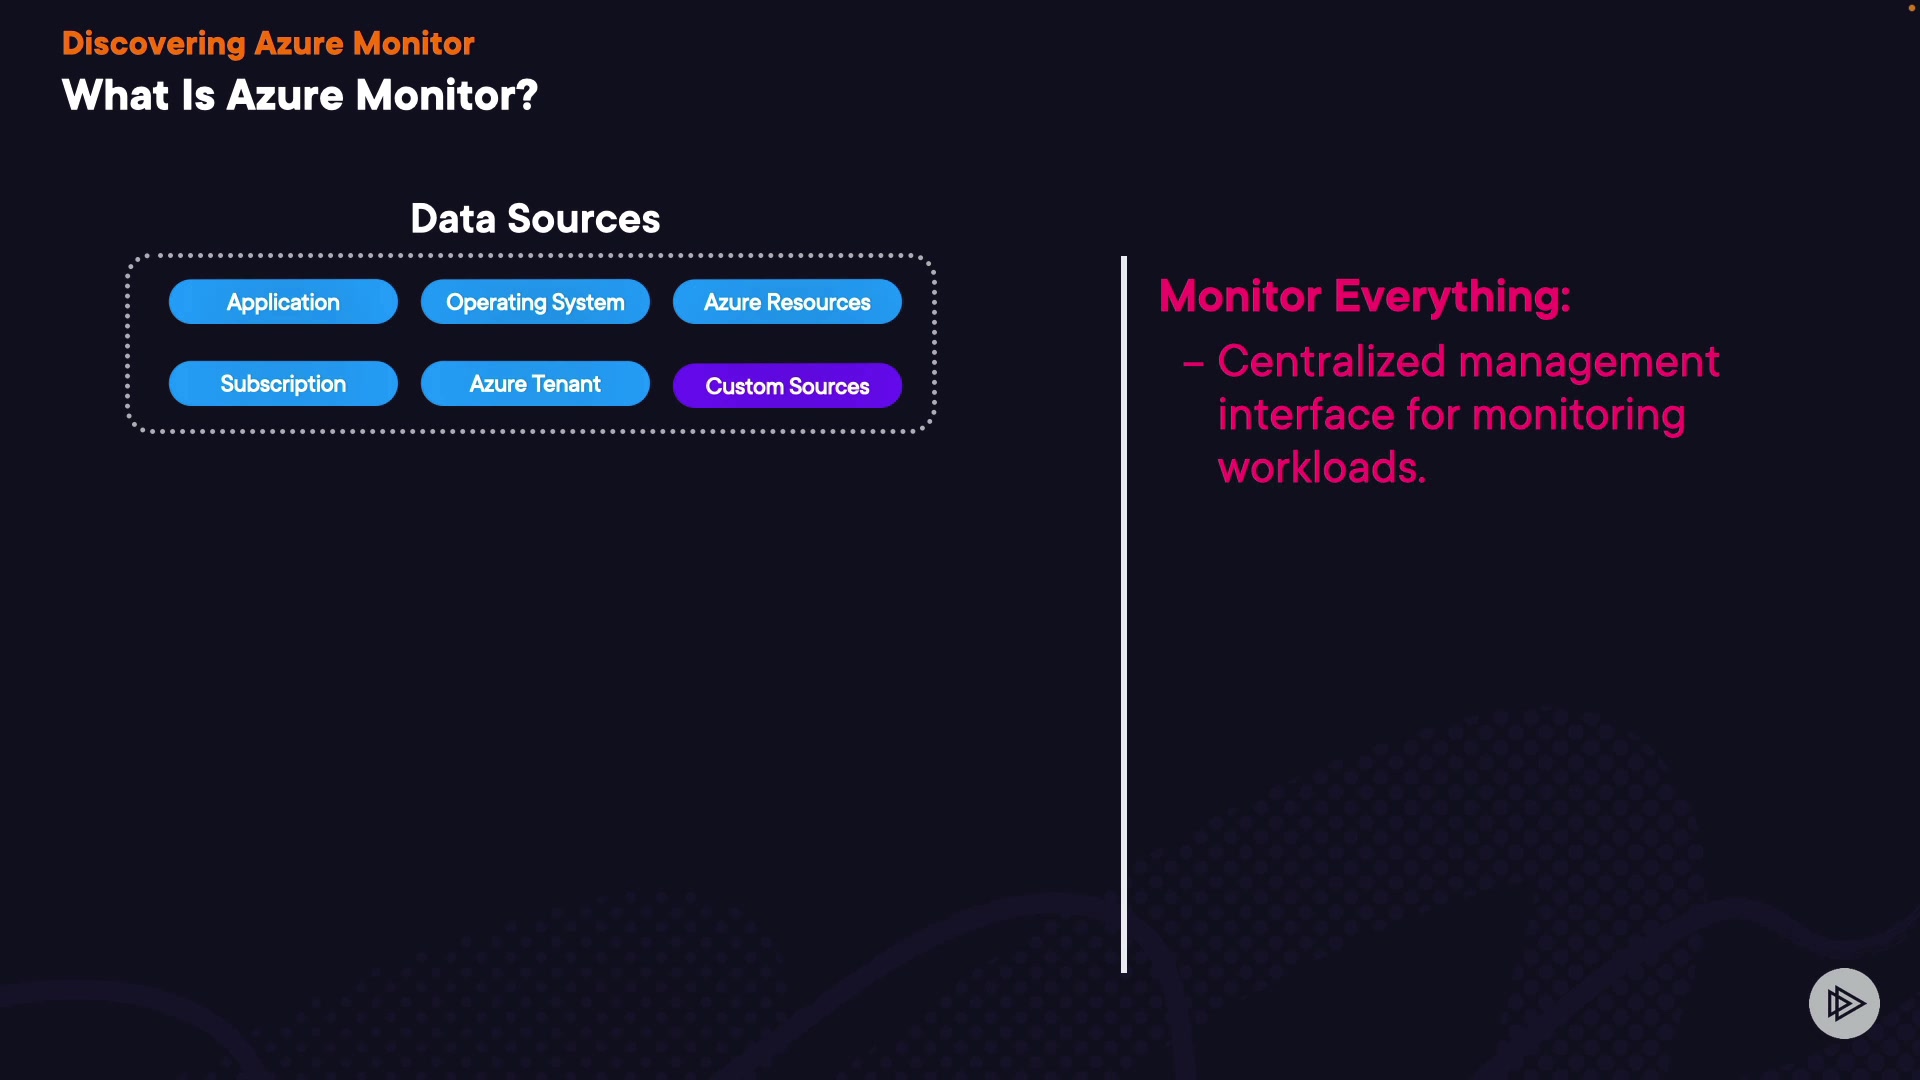 Discovering Azure Monitor
What Is Azure Monitor?
Data Sources
Application
Operating System
Azure Resources
Subscription
Azure Tenant
Custom Sources
Monitor Everything:
– Centralized management
interface for monitoring
workloads.